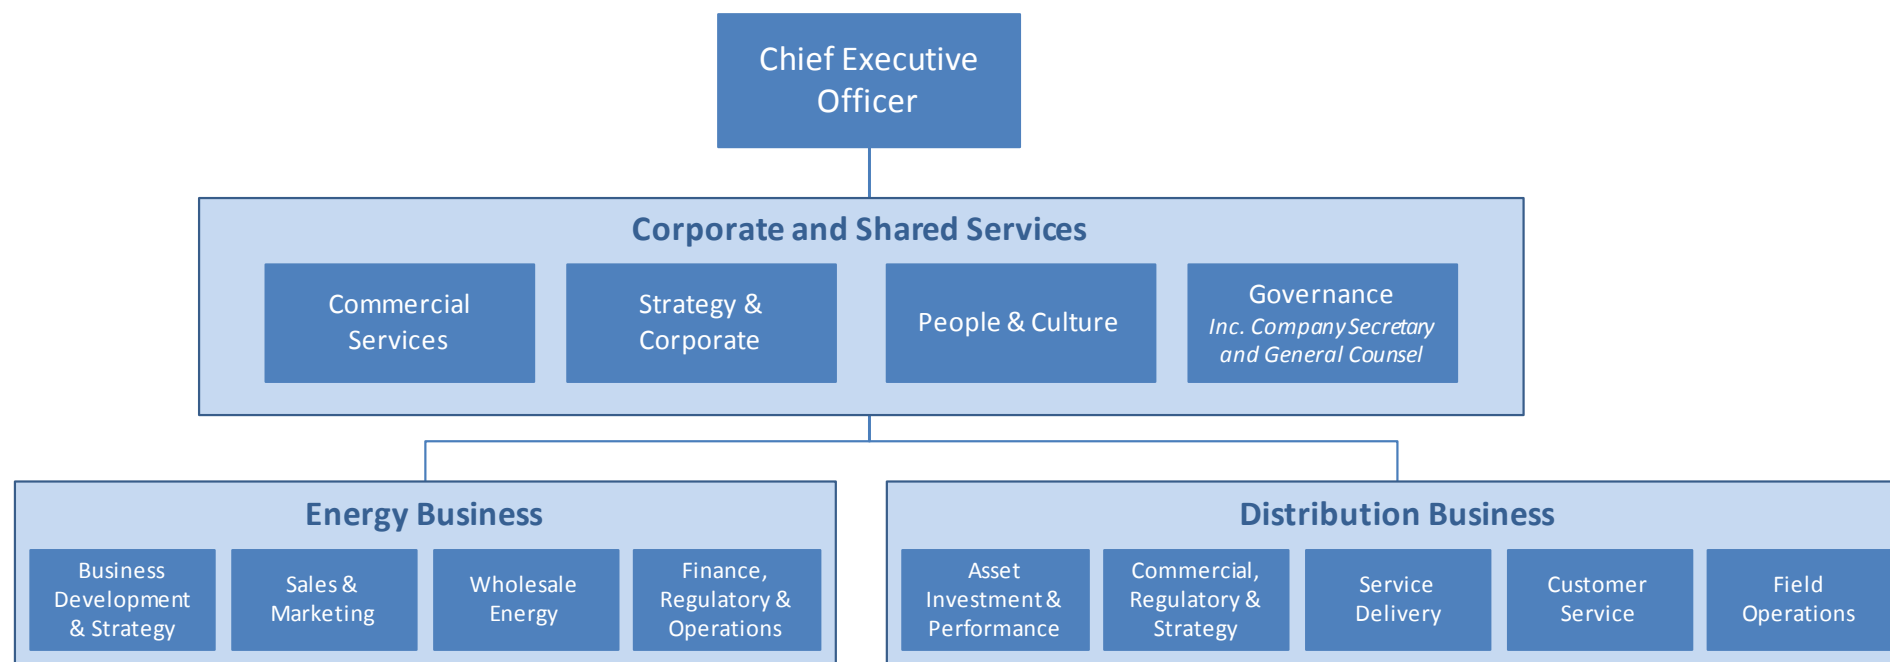 Chief Executive
Officer
Corporate and Shared Services
Commercial
Services
Strategy &
Corporate
People & Culture
Governance
Inc. Company Secretary
and General Counsel
Energy Business
Business
Development
& Strategy
Sales &
Marketing
Wholesale
Energy
Finance,
Regulatory &
Operations
Distribution Business
Asset
Investment &
Performance
Commercial,
Regulatory &
Strategy
Service
Delivery
Customer
Service
Field
Operations